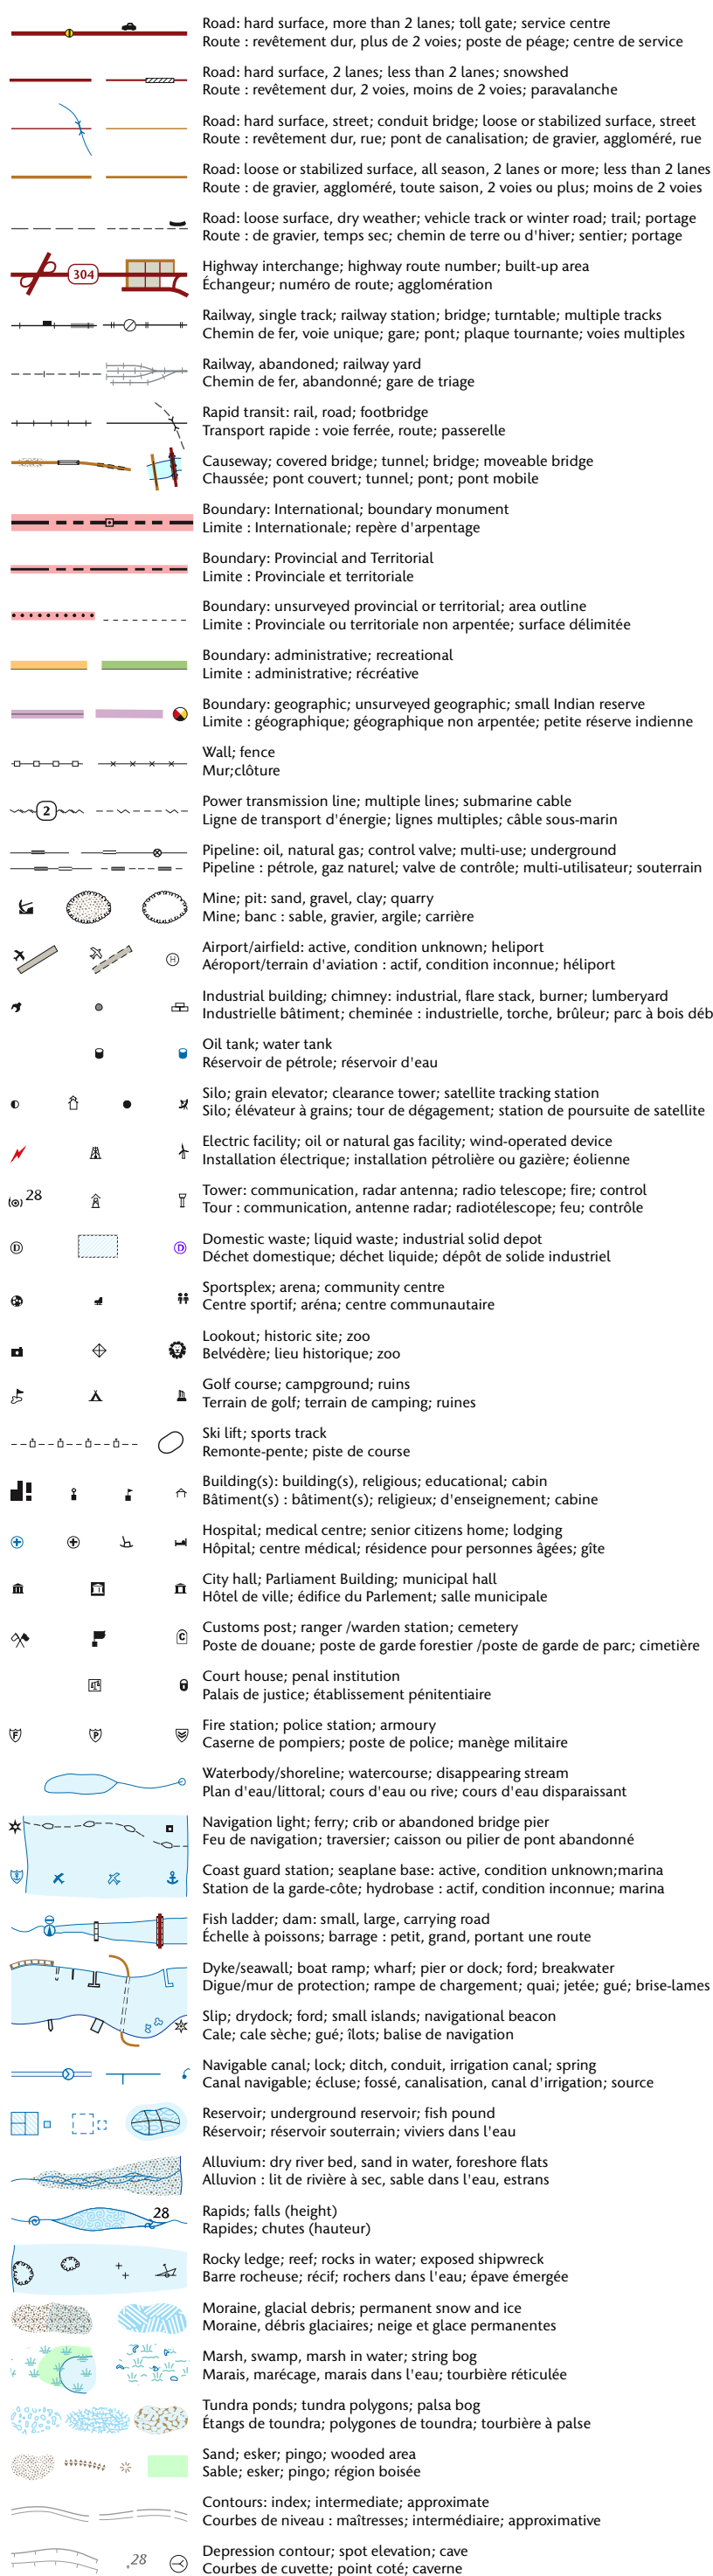 Road: hard surface, more than 2 lanes; toll gate; service centre
Route : revêtement dur, plus de 2 voies; poste de péage; centre de service
Road: hard surface, 2 lanes; less than 2 lanes; snowshed
Route : revêtement dur, 2 voies, moins de 2 voies; paravalanche
Road: hard surface, street; conduit bridge; loose or stabilized surface, street
Route : revêtement dur, rue; pont de canalisation; de gravier, aggloméré, rue
Road: loose or stabilized surface, all season, 2 lanes or more; less than 2 lanes
Route : de gravier, aggloméré, toute saison, 2 voies ou plus; moins de 2 voies
Road: loose surface, dry weather; vehicle track or winter road; trail; portage
Route : de gravier, temps sec; chemin de terre ou d'hiver; sentier; portage
304
Highway interchange; highway route number; built-up area
Échangeur; numéro de route; agglomération
Railway, single track; railway station; bridge; turntable; multiple tracks
Chemin de fer, voie unique; gare; pont; plaque tournante; voies multiples
Railway, abandoned; railway yard
Chemin de fer, abandonné; gare de triage
Rapid transit: rail, road; footbridge
Transport rapide : voie ferrée, route; passerelle
Causeway; covered bridge; tunnel; bridge; moveable bridge
Chaussée; pont couvert; tunnel; pont; pont mobile
Boundary: International; boundary monument
Limite : Internationale; repère d'arpentage
Boundary: Provincial and Territorial
Limite : Provinciale et territoriale
Boundary: unsurveyed provincial or territorial; area outline
Limite : Provinciale ou territoriale non arpentée; surface délimitée
Boundary: administrative; recreational
Limite : administrative; récréative
Boundary: geographic; unsurveyed geographic; small Indian reserve
Limite : géographique; géographique non arpentée; petite réserve indienne
Wall; fence
Mur;clôture
2
Power transmission line; multiple lines; submarine cable
Ligne de transport d'énergie; lignes multiples; câble sous-marin
Pipeline: oil, natural gas; control valve; multi-use; underground
Pipeline : pétrole, gaz naturel; valve de contrôle; multi-utilisateur; souterrain
Mine; pit: sand, gravel, clay; quarry
Mine; banc : sable, gravier, argile; carrière
H
Airport/airfield: active, condition unknown; heliport
Aéroport/terrain d'aviation : actif, condition inconnue; héliport
Industrial building; chimney: industrial, flare stack, burner; lumberyard
Industrielle bâtiment; cheminée : industrielle, torche, brûleur; parc à bois déb
Oil tank; water tank
Réservoir de pétrole; réservoir d'eau
Silo; grain elevator; clearance tower; satellite tracking station
Silo; élévateur à grains; tour de dégagement; station de poursuite de satellite
Electric facility; oil or natural gas facility; wind-operated device
Installation électrique; installation pétrolière ou gazière; éolienne
28
Tower: communication, radar antenna; radio telescope; fire; control
Tour : communication, antenne radar; radiotélescope; feu; contrôle
D D
Domestic waste; liquid waste; industrial solid depot
Déchet domestique; déchet liquide; dépôt de solide industriel
Sportsplex; arena; community centre
Centre sportif; aréna; centre communautaire
Lookout; historic site; zoo
Belvédère; lieu historique; zoo
Golf course; campground; ruins
Terrain de golf; terrain de camping; ruines
Ski lift; sports track
Remonte-pente; piste de course
Building(s): building(s), religious; educational; cabin
Bâtiment(s) : bâtiment(s); religieux; d'enseignement; cabine
Hospital; medical centre; senior citizens home; lodging
Hôpital; centre médical; résidence pour personnes âgées; gîte
City hall; Parliament Building; municipal hall
Hôtel de ville; édifice du Parlement; salle municipale
C
Customs post; ranger /warden station; cemetery
Poste de douane; poste de garde forestier /poste de garde de parc; cimetière
Court house; penal institution
Palais de justice; établissement pénitentiaire
F P
Fire station; police station; armoury
Caserne de pompiers; poste de police; manège militaire
Waterbody/shoreline; watercourse; disappearing stream
Plan d'eau/littoral; cours d'eau ou rive; cours d'eau disparaissant
Navigation light; ferry; crib or abandoned bridge pier
Feu de navigation; traversier; caisson ou pilier de pont abandonné
Coast guard station; seaplane base: active, condition unknown;marina
Station de la garde-côte; hydrobase : actif, condition inconnue; marina
Fish ladder; dam: small, large, carrying road
Échelle à poissons; barrage : petit, grand, portant une route
Dyke/seawall; boat ramp; wharf; pier or dock; ford; breakwater
Digue/mur de protection; rampe de chargement; quai; jetée; gué; brise-lames
Slip; drydock; ford; small islands; navigational beacon
Cale; cale sèche; gué; îlots; balise de navigation
Navigable canal; lock; ditch, conduit, irrigation canal; spring
Canal navigable; écluse; fossé, canalisation, canal d'irrigation; source
Reservoir; underground reservoir; fish pound
Réservoir; réservoir souterrain; viviers dans l'eau
Alluvium: dry river bed, sand in water, foreshore flats
Alluvion : lit de rivière à sec, sable dans l'eau, estrans
28
Rapids; falls (height)
Rapides; chutes (hauteur)
Rocky ledge; reef; rocks in water; exposed shipwreck
Barre rocheuse; récif; rochers dans l'eau; épave émergée
Moraine, glacial debris; permanent snow and ice
Moraine, débris glaciaires; neige et glace permanentes
Marsh, swamp, marsh in water; string bog
Marais, marécage, marais dans l'eau; tourbière réticulée
Tundra ponds; tundra polygons; palsa bog
Étangs de toundra; polygones de toundra; tourbière à palse
Sand; esker; pingo; wooded area
Sable; esker; pingo; région boisée
Contours: index; intermediate; approximate
Courbes de niveau : maîtresses; intermédiaire; approximative
.28
Depression contour; spot elevation; cave
Courbes de cuvette; point coté; caverne